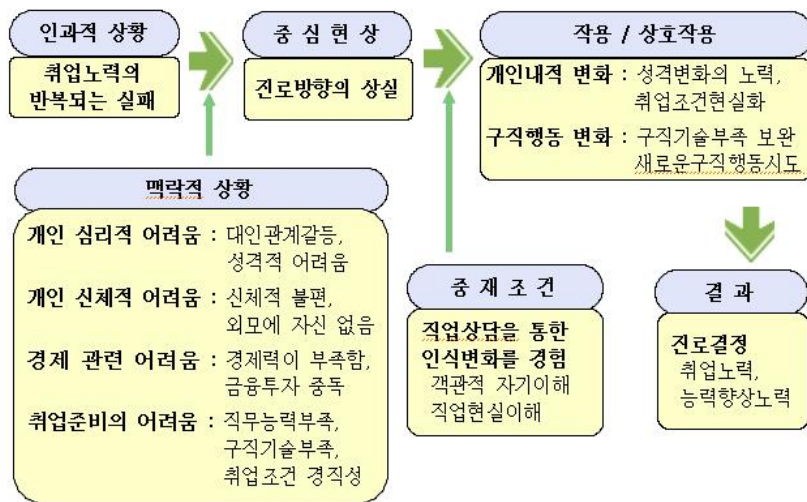 인과적 상황
취업노력의
반복되는 실패
중 심 현 상
진로방향의 상실
작용 / 상호작용
개인내적 변화 : 성격변화의 노력,
취업조건현실화
구직행동 변화 : 구직기술부족 보완
새로운구직행동시도
맥락적 상황
개인 심리적 어려움 : 대인관계갈등,
성격적 어려움
개인 신체적 어려움 : 신체적 불편,
외모에 자신 없음
경제 관련 어려움 : 경제력이 부족함,
금융투자 중독
취업준비의 어려움 : 직무능력부족,
구직기술부족,
취업조건 경직성
중 재 조 건
직업상담을 통한
인식변화를 경험
객관적 자기이해
직업현실이해
결 과
진로결정
취업노력,
능력향상노력